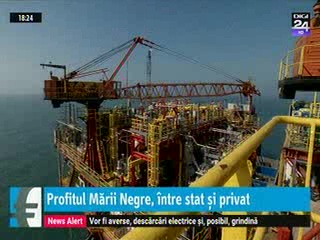 18:24
DIGI
24
HD
Profitul Mării Negre, între stat și privat
News Alert Vor fi averse, descărcări electrice și, posibil, grindină